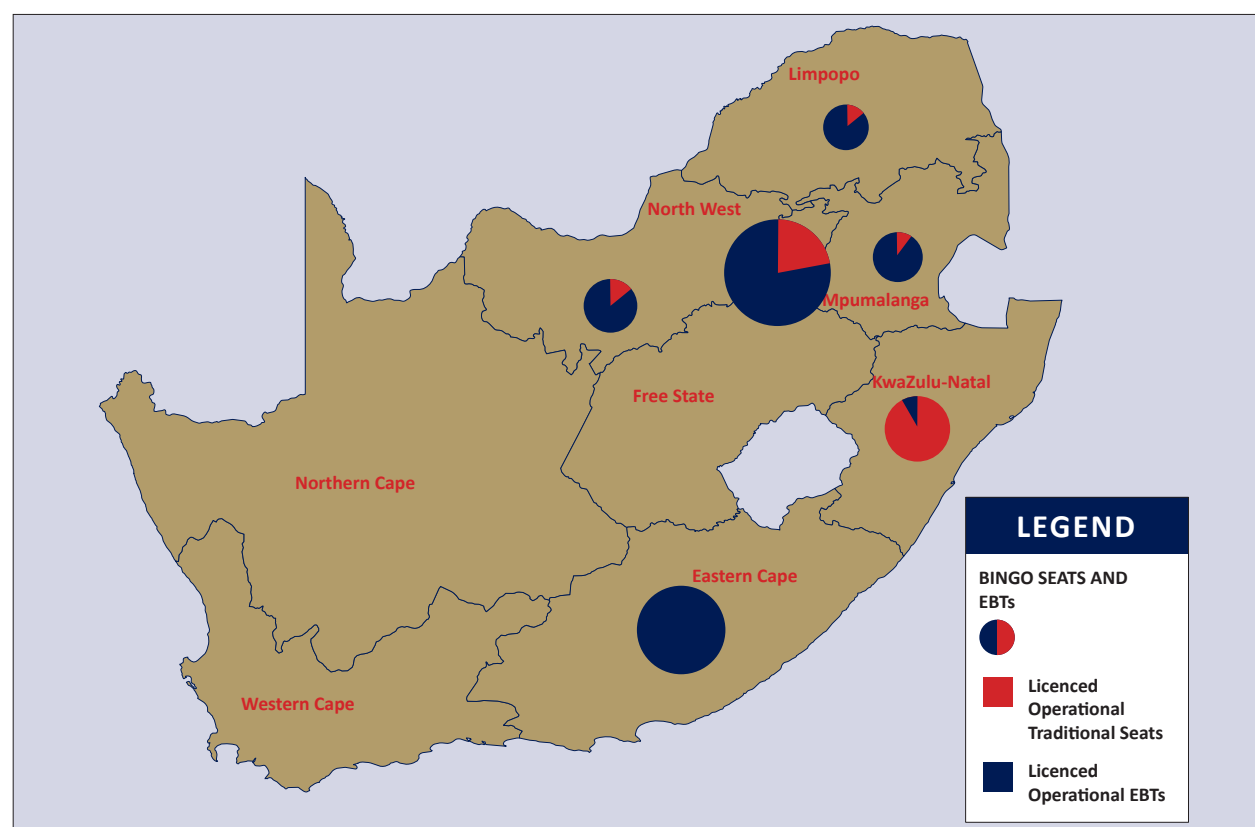 Limpopo
North West
Mpumalanga
KwaZulu-Natal
Free State
Northern Cape
Eastern Cape
Western Cape
LEGEND
BINGO SEATS AND
EBTs
Licenced
Operational
Traditional Seats
Licenced
Operational EBTs